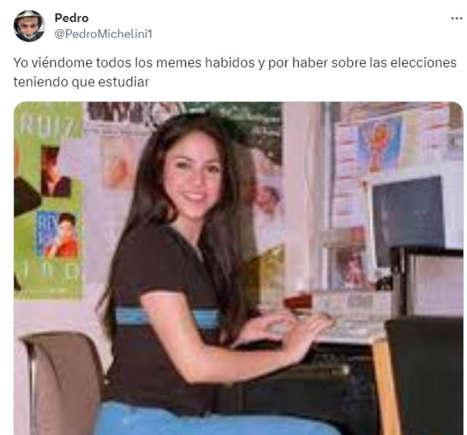 Pedro
@PedroMichelini1
Yo viéndome todos los memes habidos y por haber sobre las elecciones
teniendo que estudiar
RUIZ